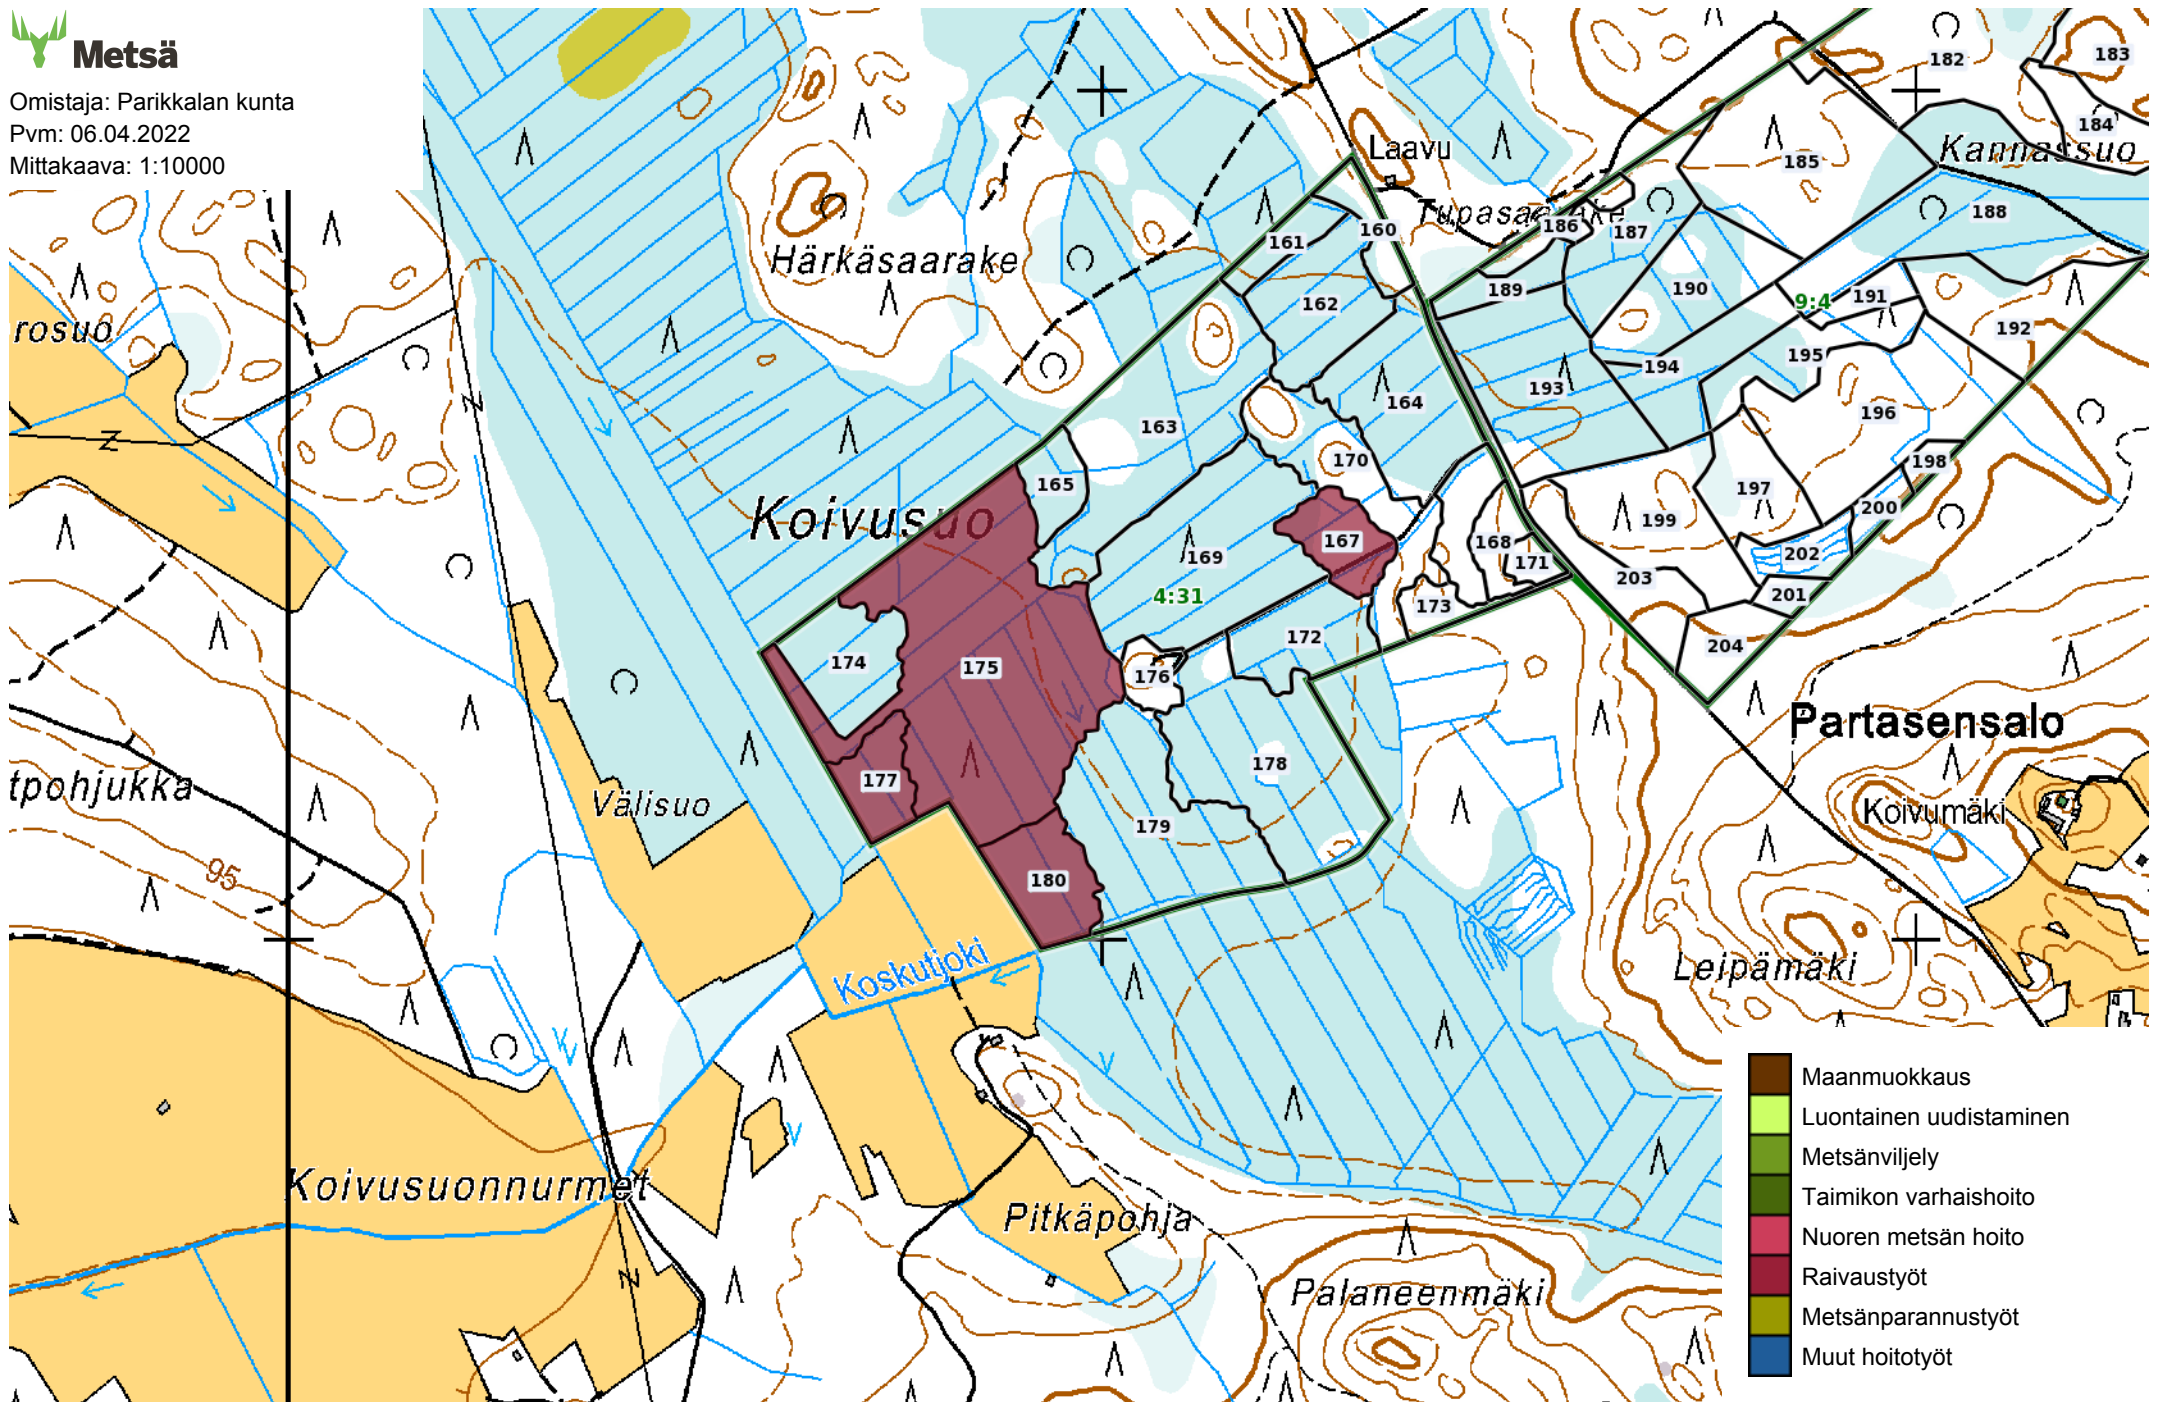 Metsä
Omistaja: Parikkalan kunta
Pvm: 06.04.2022
Mittakaava: 1:10000
182
183
184
Kannassuo
185
Laavu
Tupasaarake
186
187
188
160
161
162
Härkäsaarake
189
190
9:4
191
192
rosuo
163
164
193
194
195
196
165
170
197
198
Koivusuo
167
168
169
171
199
200
202
4:31
172
173
203
201
204
174
175
176
Partasensalo
177
178
tpohjukka
Välisuo
179
Koivumäki
95
180
Koskutjoki
Leipämäki
Koivusuonnurmet
Pitkäpohja
Palaneenmäki
Maanmuokkaus
Luontainen uudistaminen
Metsänviljely
Taimikon varhaishoito
Nuoren metsän hoito
Raivaustyöt
Metsänparannustyöt
Muut hoitotyöt